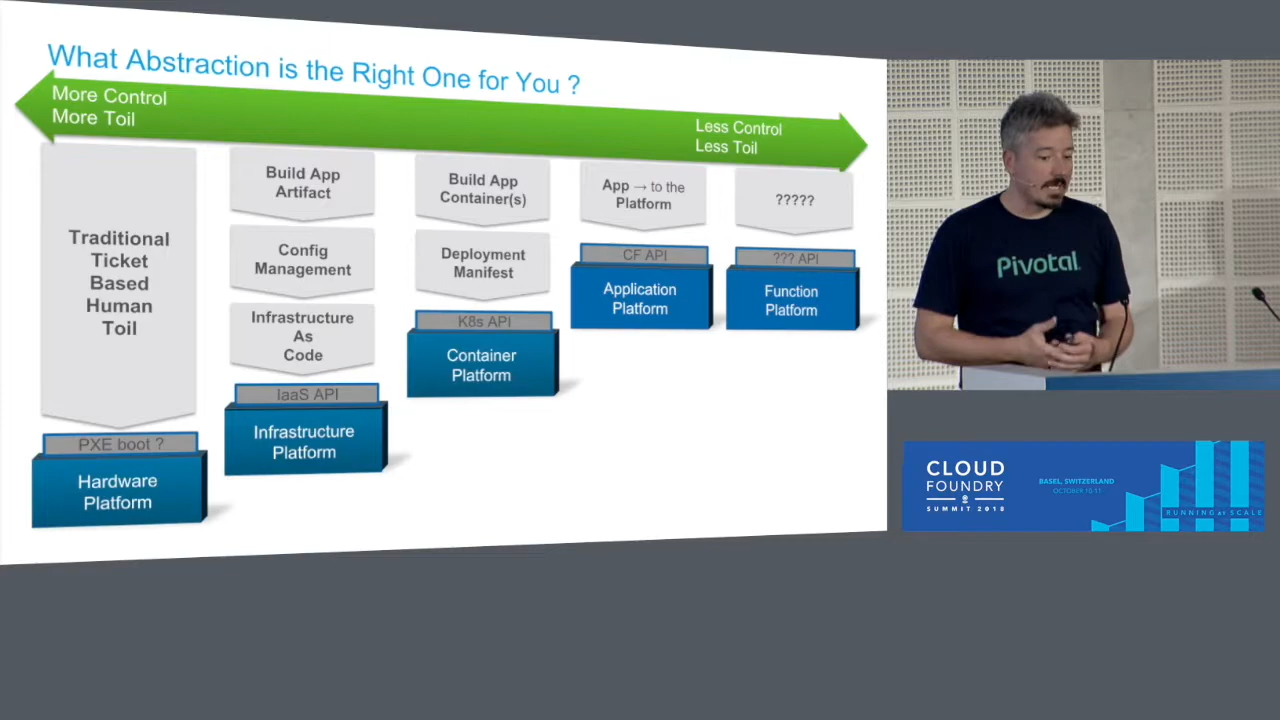 What Abstraction is the Right One for You ?
More Control
More Toil
Less Control
Less Toil
Traditional
Ticket
Based
Human
Toil
PXE boot ?
Hardware
Platform
Build App
Artifact
Config
Management
Infrastructure
As
Code
IaaS API
Infrastructure
Platform
Build App
Container(s)
Deployment
Manifest
K8s API
Container
Platform
App → to the
Platform
CF API
Application
Platform
?????
??? API
Function
Platform
Pivotal
CLOUD
FOUNDRY
SUMMIT 2018
BASEL, SWITZERLAND
OCTOBER 10-11
RUNNING AT SCALE